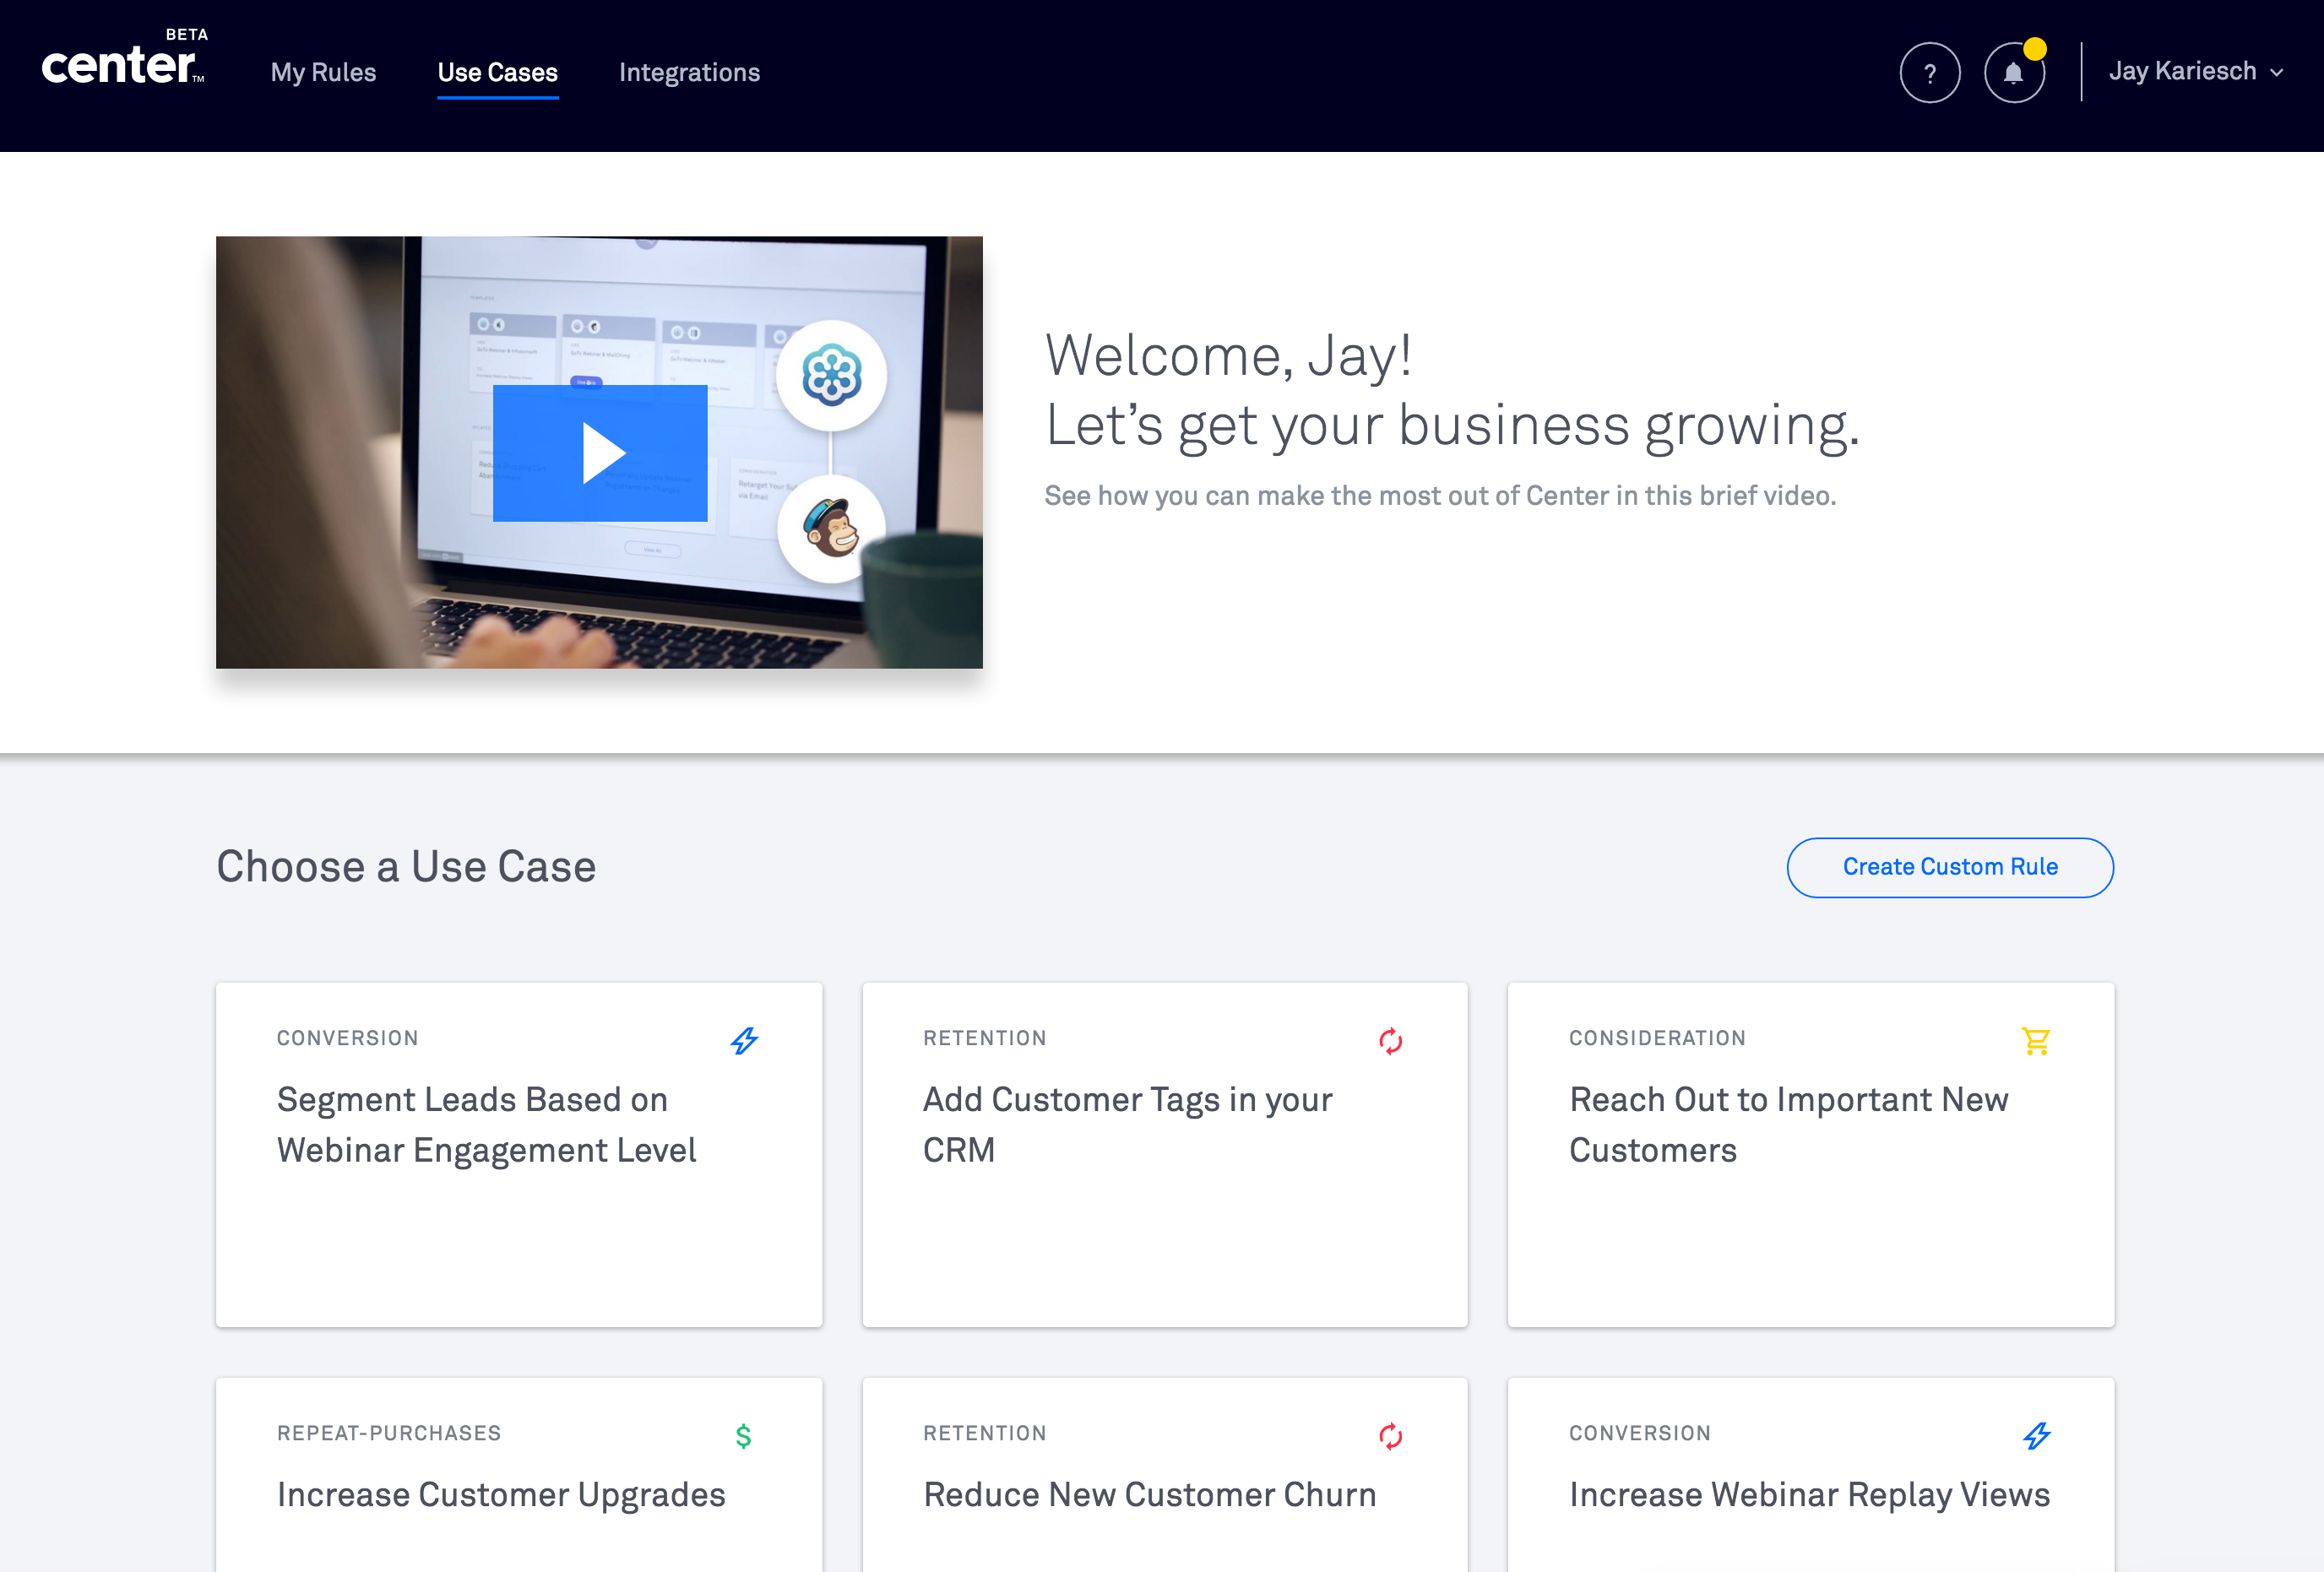 BETA
center™
My Rules
Use Cases
Integrations
?
Jay Kariesch
Welcome, Jay!
Let's get your business growing.
See how you can make the most out of Center in this brief video.
Choose a Use Case
Create Custom Rule
CONVERSION
Segment Leads Based on
Webinar Engagement Level
RETENTION
Add Customer Tags in your
CRM
CONSIDERATION
Reach Out to Important New
Customers
REPEAT-PURCHASES
$
Increase Customer Upgrades
RETENTION
Reduce New Customer Churn
CONVERSION
Increase Webinar Replay Views